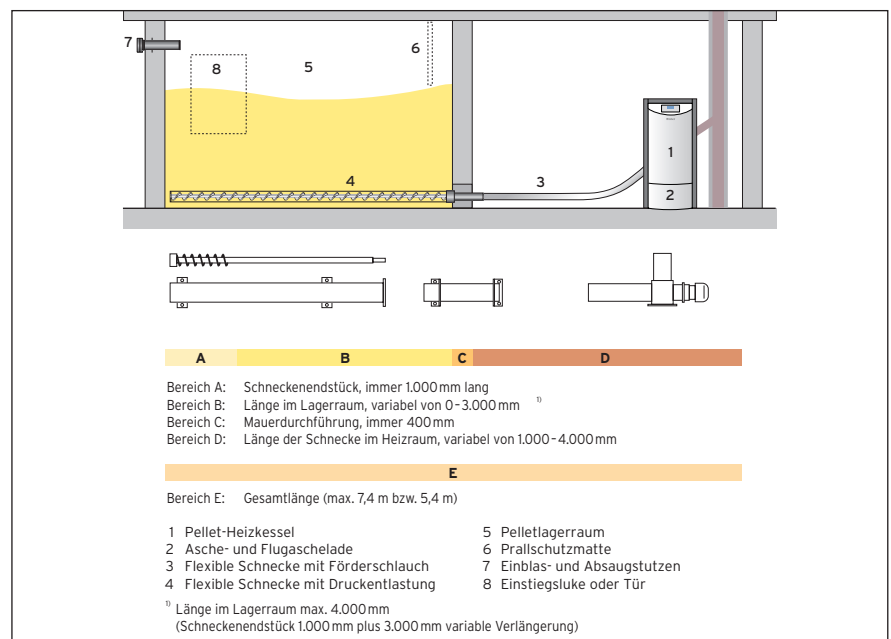 7
8
5
6
4
3
1
2
A B C D
Bereich A: Schneckenendstück, immer 1.000 mm lang
Bereich B: Länge im Lagerraum, variabel von 0 – 3.000 mm 1)
Bereich C: Mauerdurchführung, immer 400 mm
Bereich D: Länge der Schnecke im Heizraum, variabel von 1.000 – 4.000 mm
E
Bereich E: Gesamtlänge (max. 7,4 m bzw. 5,4 m)
1 Pellet-Heizkessel
2 Asche- und Flugaschelade
3 Flexible Schnecke mit Förderschlauch
4 Flexible Schnecke mit Druckentlastung
5 Pelletlagerraum
6 Prallschutzmatte
7 Einblas- und Absaugstutzen
8 Einstiegsluke oder Tür
1) Länge im Lagerraum max. 4.000 mm
(Schneckenendstück 1.000 mm plus 3.000 mm variable Verlängerung)